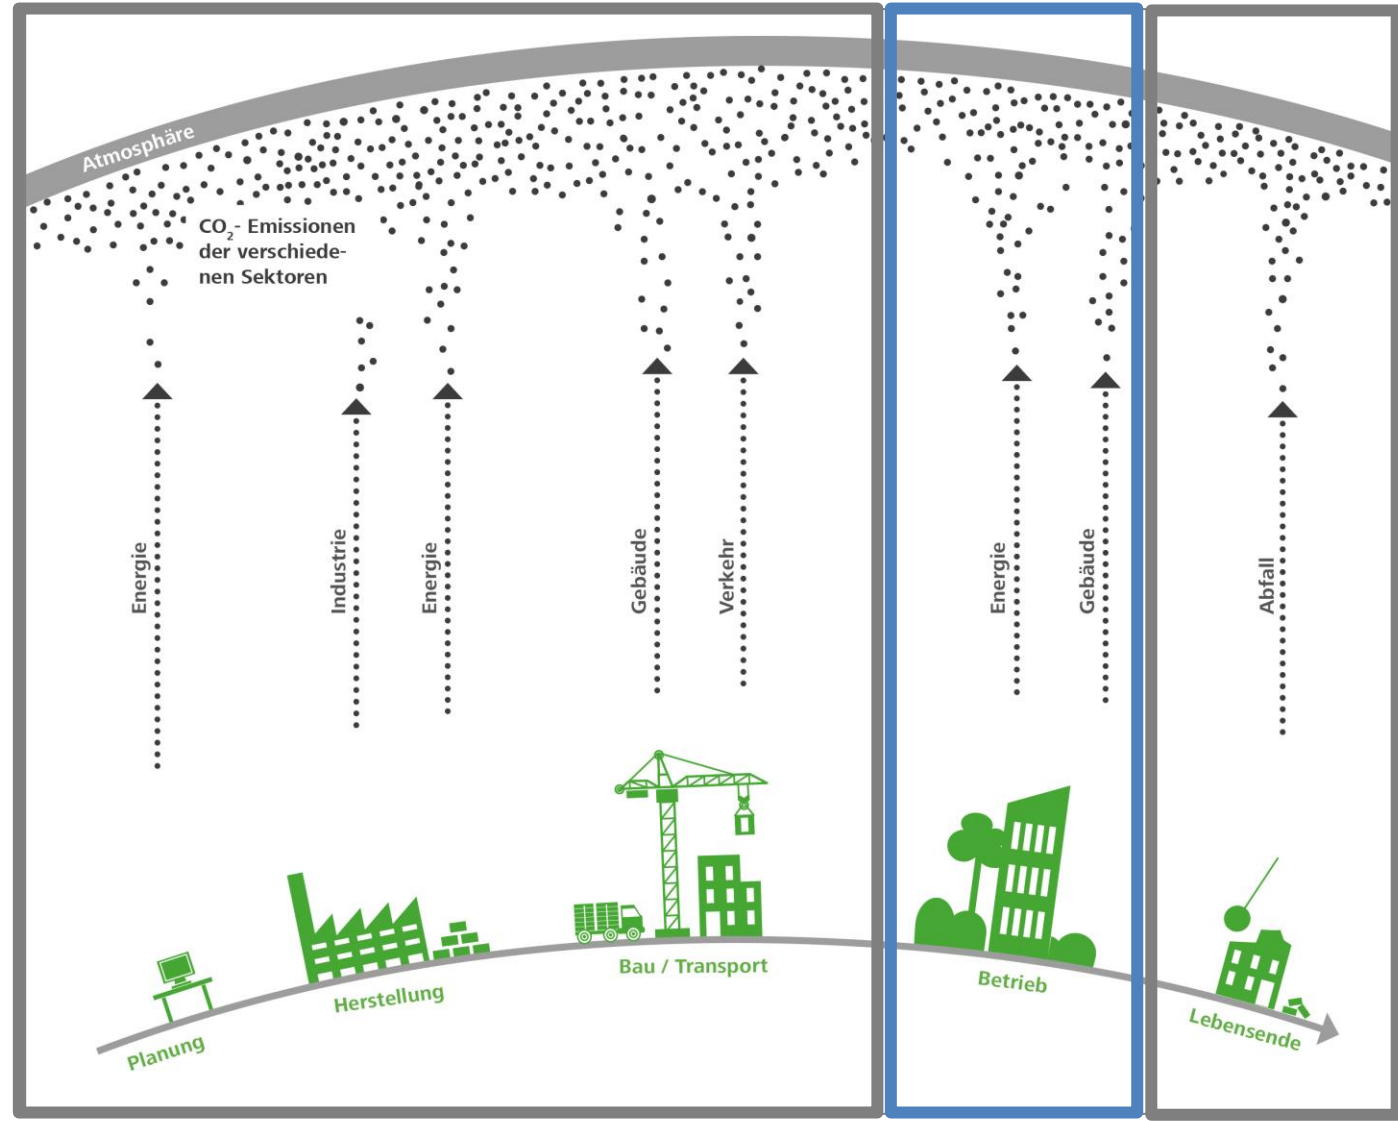 Atmosphäre
CO₂- Emissionen
der verschiede-
nen Sektoren
Energie
Industrie
Energie
Gebäude
Verkehr
Energie
Gebäude
Abfall
Planung
Herstellung
Bau / Transport
Betrieb
Lebensende